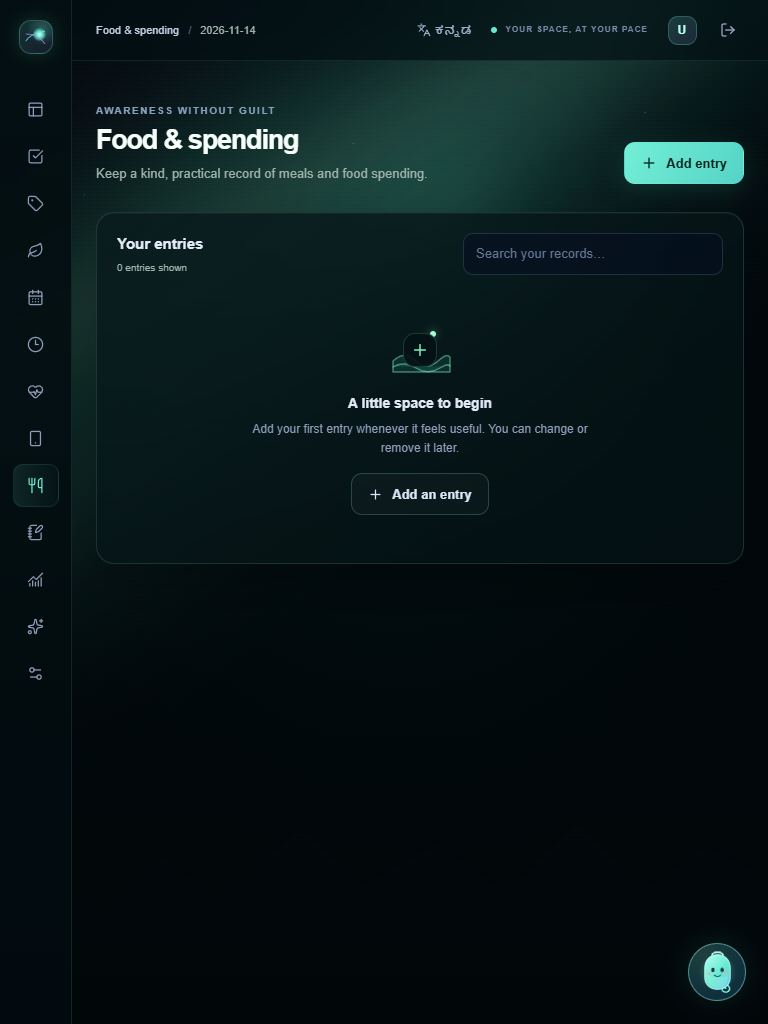 Food & spending / 2026-11-14
ಕನ್ನಡ
YOUR SPACE, AT YOUR PACE
U
AWARENESS WITHOUT GUILT
Food & spending
Keep a kind, practical record of meals and food spending.
Add entry
Your entries
0 entries shown
Search your records…
A little space to begin
Add your first entry whenever it feels useful. You can change or
remove it later.
Add an entry